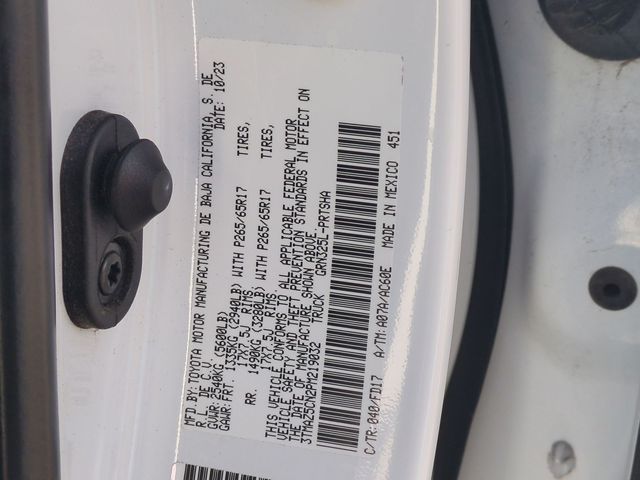 MFD.BY:TOYOTA MOTOR MANUFACTURING DE BAJA CALIFORNIA, S. DE
R.L. DE C.V. DATE: 10/23
GVWR: 2540KG (5600LB)
GAWR:FRT. 1335KG (2940LB) WITH P265/65R17 TIRES,
17X7.5J RIMS,
RR. 1490KG (3280LB) WITH P265/65R17 TIRES,
17X7.5J RIMS
THIS VEHICLE CONFORMS TO ALL APPLICABLE FEDERAL MOTOR
VEHICLE SAFETY AND THEFT PREVENTION STANDARDS IN EFFECT ON
THE DATE OF MANUFACTURE SHOWN ABOVE.
3TMAZ5CN2PM219032 TRUCK GRN325L-PRTSHA
C/TR:040/FD17 A/TM:A07A/AC60E MADE IN MEXICO 451